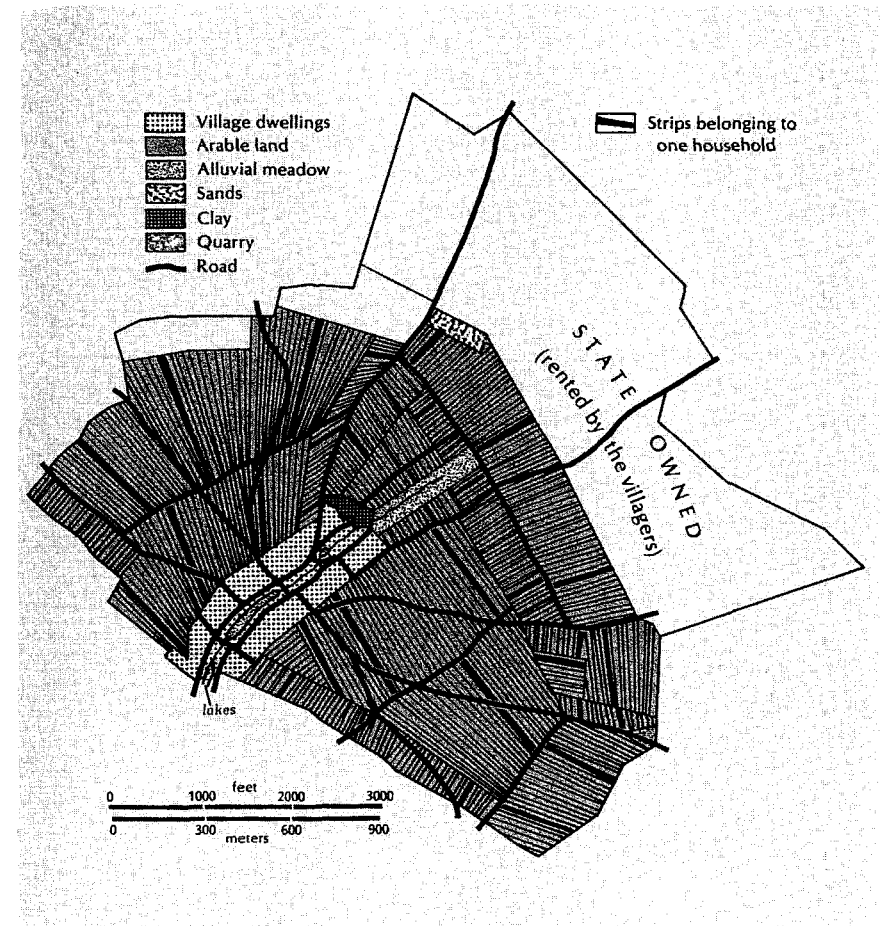 Village dwellings
Arable land
Alluvial meadow
Sands
Clay
Quarry
Road
Strips belonging to
one household
STATE OWNED
(rented by the villagers)
lakes
feet
0 1000 2000 3000
0 300 600 900
meters